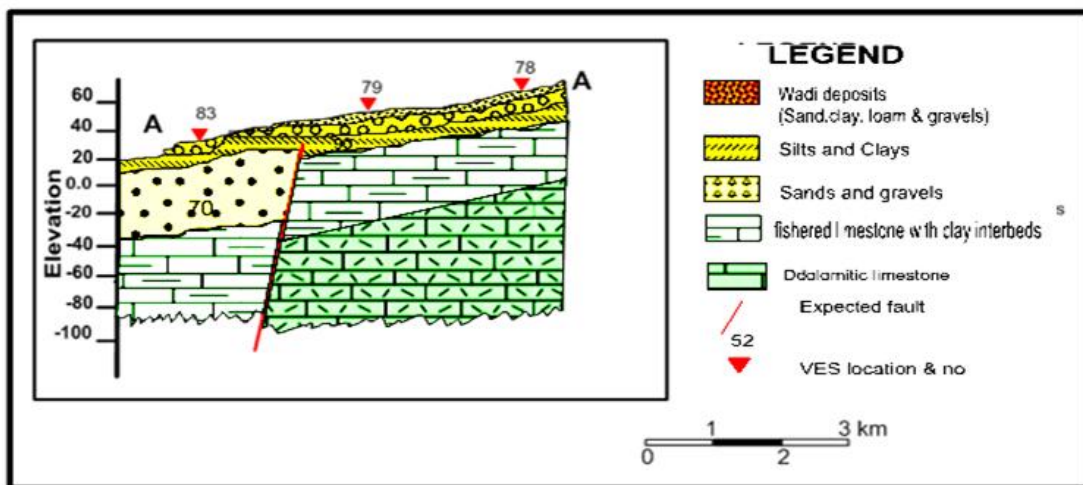 LEGEND
60
40
20
0.0
-20
-40
-60
-80
-100
Elevation
A
83
79
78
A
70
Wadi deposits
(Sand,clay, loam & gravels)
Silts and Clays
Sands and gravels
fishered l mestone with clay interbeds
s
Ddalamitic limestone
Expected fault
52
VES location & no
1
3 km
0
2